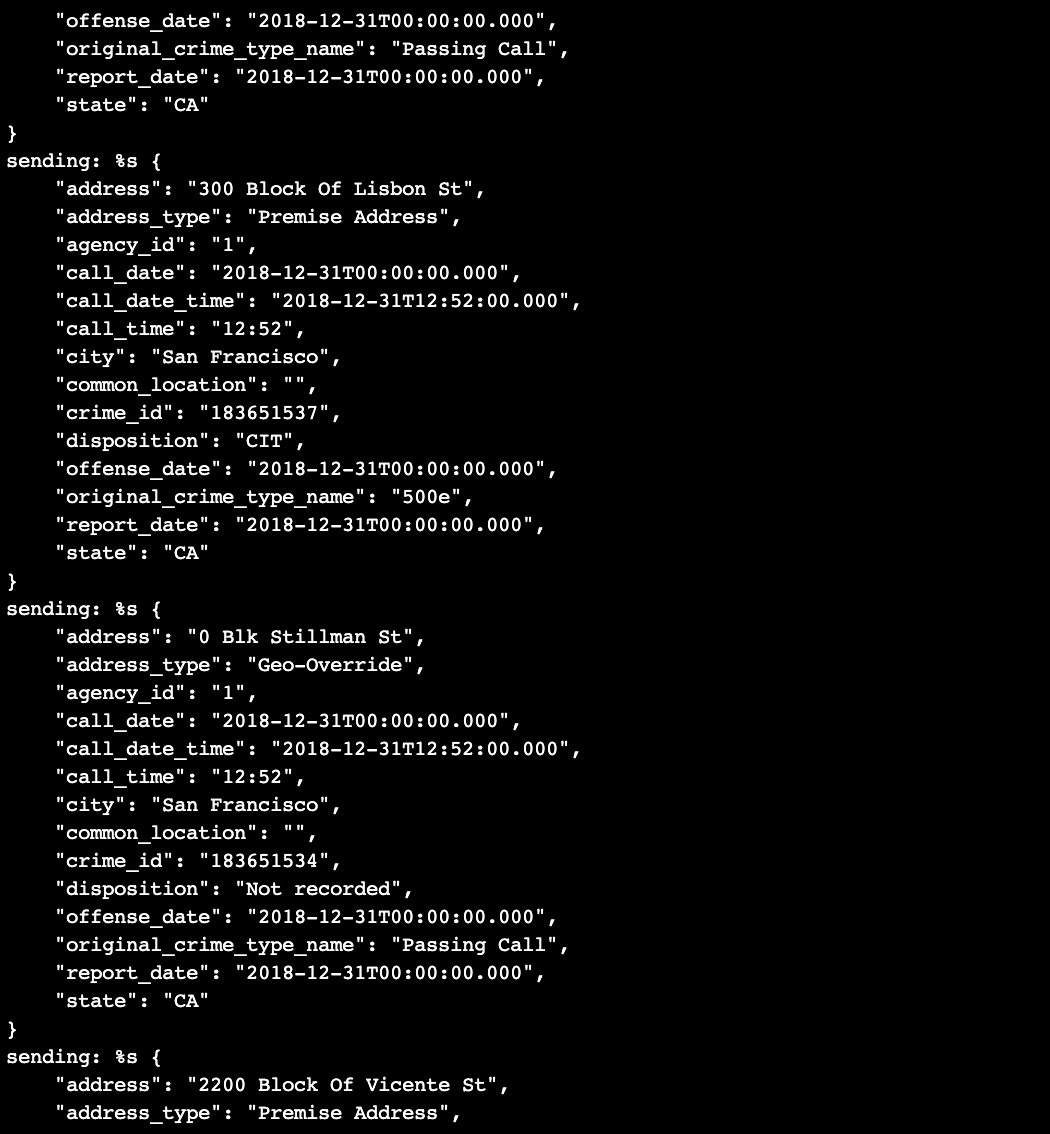 "offense_date": "2018-12-31T00:00:00.000",
    "original_crime_type_name": "Passing Call",
    "report_date": "2018-12-31T00:00:00.000",
    "state": "CA"
}
sending: %s {
    "address": "300 Block Of Lisbon St",
    "address_type": "Premise Address",
    "agency_id": "1",
    "call_date": "2018-12-31T00:00:00.000",
    "call_date_time": "2018-12-31T12:52:00.000",
    "call_time": "12:52",
    "city": "San Francisco",
    "common_location": "",
    "crime_id": "183651537",
    "disposition": "CIT",
    "offense_date": "2018-12-31T00:00:00.000",
    "original_crime_type_name": "500e",
    "report_date": "2018-12-31T00:00:00.000",
    "state": "CA"
}
sending: %s {
    "address": "0 Blk Stillman St",
    "address_type": "Geo-Override",
    "agency_id": "1",
    "call_date": "2018-12-31T00:00:00.000",
    "call_date_time": "2018-12-31T12:52:00.000",
    "call_time": "12:52",
    "city": "San Francisco",
    "common_location": "",
    "crime_id": "183651534",
    "disposition": "Not recorded",
    "offense_date": "2018-12-31T00:00:00.000",
    "original_crime_type_name": "Passing Call",
    "report_date": "2018-12-31T00:00:00.000",
    "state": "CA"
}
sending: %s {
    "address": "2200 Block Of Vicente St",
    "address_type": "Premise Address",